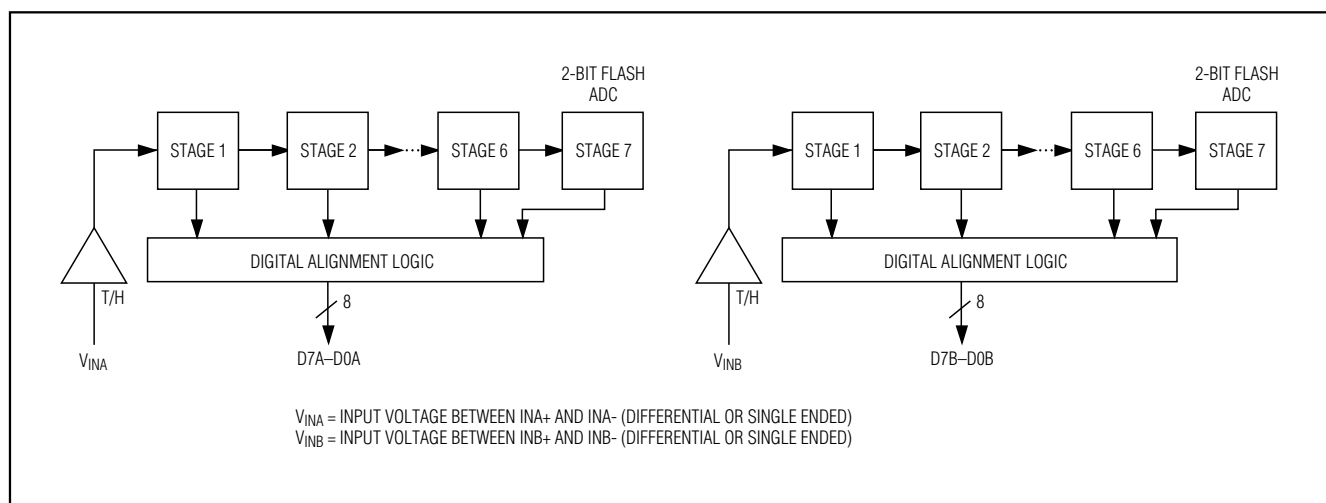 2-BIT FLASH
ADC
STAGE 1
STAGE 2
STAGE 6
STAGE 7
DIGITAL ALIGNMENT LOGIC
T/H
8
VINA
D7A–D0A
2-BIT FLASH
ADC
STAGE 1
STAGE 2
STAGE 6
STAGE 7
DIGITAL ALIGNMENT LOGIC
T/H
8
VINB
D7B–D0B
VINA = INPUT VOLTAGE BETWEEN INA+ AND INA- (DIFFERENTIAL OR SINGLE ENDED)
VINB = INPUT VOLTAGE BETWEEN INB+ AND INB- (DIFFERENTIAL OR SINGLE ENDED)